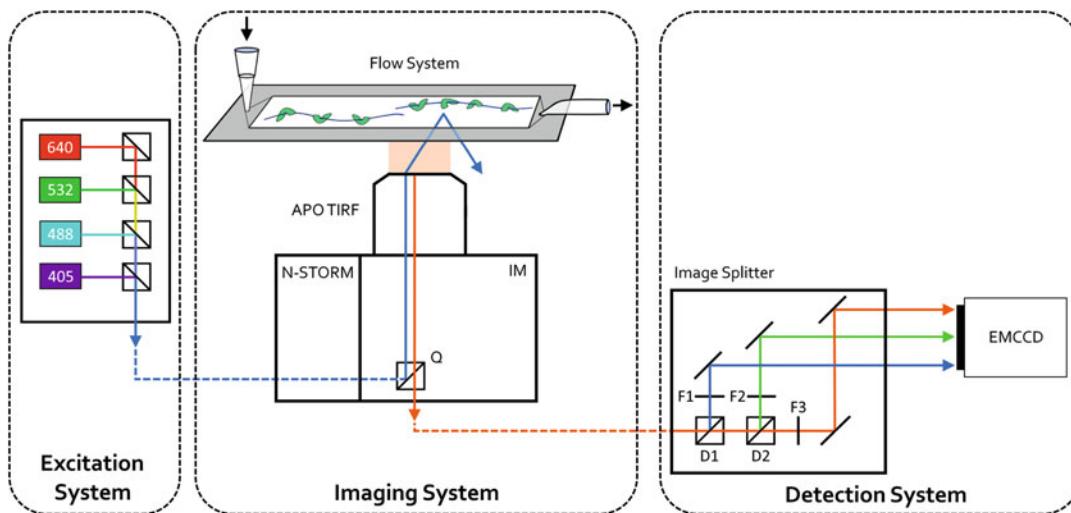 640
532
488
405
Excitation
System
Flow System
APO TIRF
N-STORM
IM
Q
Imaging System
Image Splitter
EMCCD
F1
F2
F3
D1
D2
Detection System